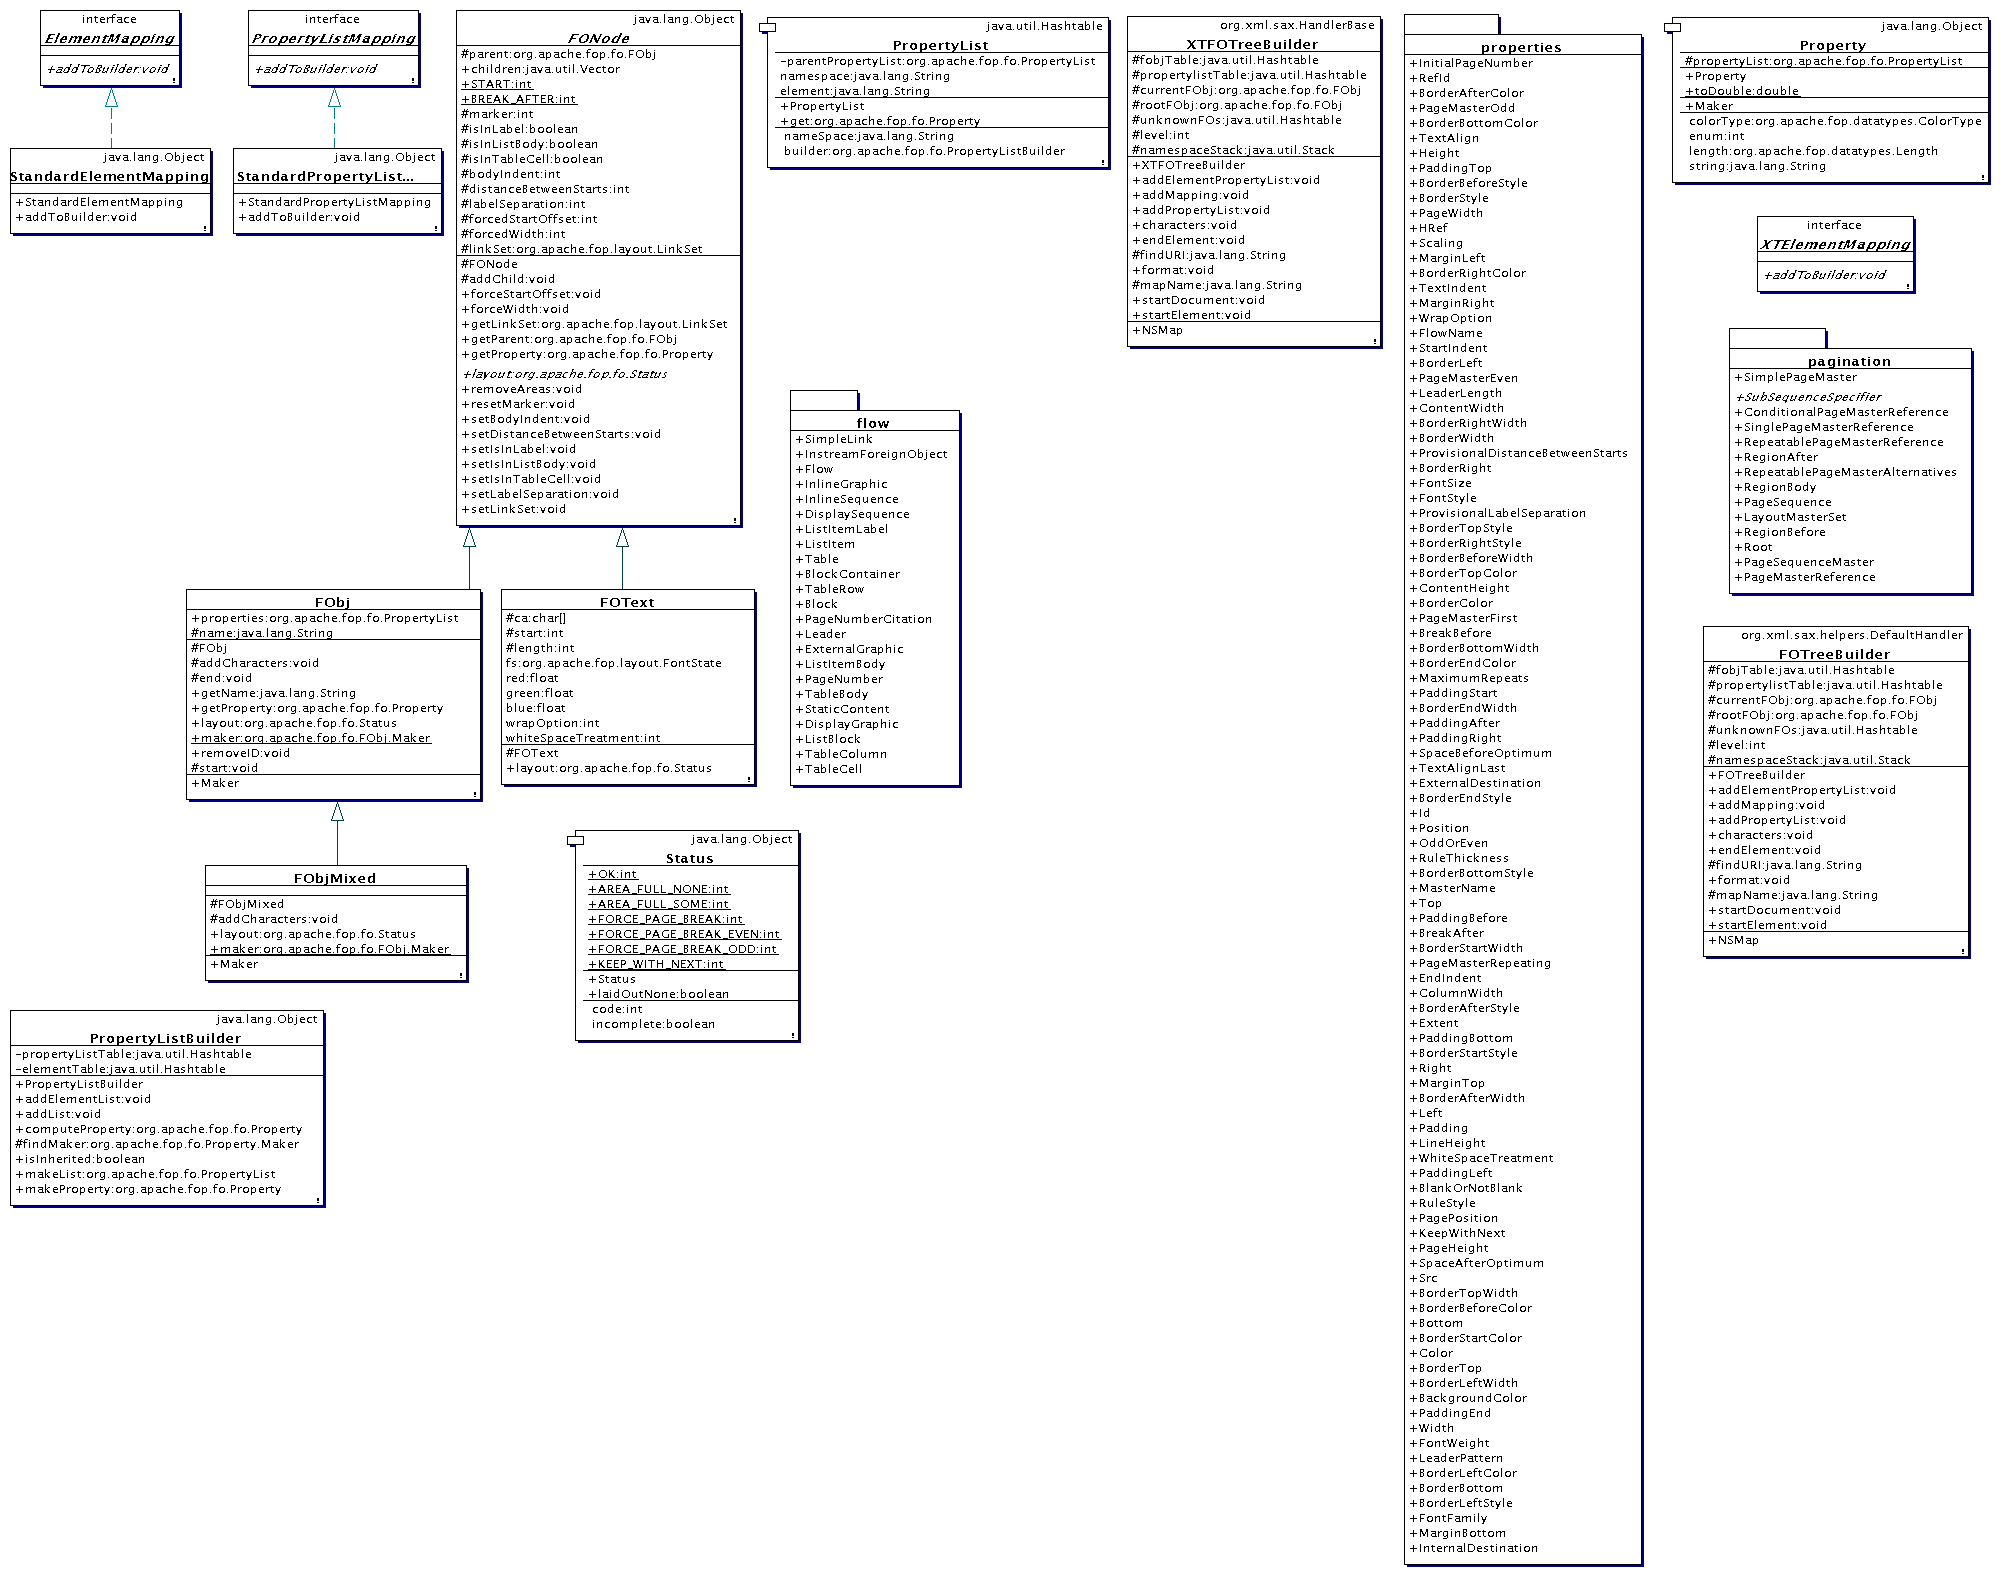 interface
ElementMapping
+addToBuilder:void
!
interface
PropertyListMapping
+addToBuilder:void
!
java.lang.Object
StandardElementMapping
+StandardElementMapping
+addToBuilder:void
!
java.lang.Object
StandardPropertyList...
+StandardPropertyListMapping
+addToBuilder:void
!
java.lang.Object
FONode
#parent:org.apache.fop.fo.FObj
+children:java.util.Vector
+START:int
+BREAK_AFTER:int
#marker:int
#isInLabel:boolean
#isInListBody:boolean
#isInTableCell:boolean
#bodyIndent:int
#distanceBetweenStarts:int
#labelSeparation:int
#forcedStartOffset:int
#forcedWidth:int
#linkSet:org.apache.fop.layout.LinkSet
#FONode
#addChild:void
+forceStartOffset:void
+forceWidth:void
+getLinkSet:org.apache.fop.layout.LinkSet
+getParent:org.apache.fop.fo.FObj
+getProperty:org.apache.fop.fo.Property
+layout:org.apache.fop.fo.Status
+removeAreas:void
+resetMarker:void
+setBodyIndent:void
+setDistanceBetweenStarts:void
+setIsInLabel:void
+setIsInListBody:void
+setIsInTableCell:void
+setLabelSeparation:void
+setLinkSet:void
!
FObj
+properties:org.apache.fop.fo.PropertyList
#name:java.lang.String
#FObj
#addCharacters:void
#end:void
+getName:java.lang.String
+getProperty:org.apache.fop.fo.Property
+layout:org.apache.fop.fo.Status
+maker:org.apache.fop.fo.FObj.Maker
+removeID:void
#start:void
+Maker
!
FOText
#ca:char[]
#start:int
#length:int
fs:org.apache.fop.layout.FontState
red:float
green:float
blue:float
wrapOption:int
whiteSpaceTreatment:int
#FOText
+layout:org.apache.fop.fo.Status
!
FObjMixed
#FObjMixed
#addCharacters:void
+layout:org.apache.fop.fo.Status
+maker:org.apache.fop.fo.FObj.Maker
+Maker
!
java.lang.Object
PropertyListBuilder
-propertyListTable:java.util.Hashtable
-elementTable:java.util.Hashtable
+PropertyListBuilder
+addElementList:void
+addList:void
+computeProperty:org.apache.fop.fo.Property
#findMaker:org.apache.fop.fo.Property.Maker
+isInherited:boolean
+makeList:org.apache.fop.fo.PropertyList
+makeProperty:org.apache.fop.fo.Property
!
java.lang.Object
Status
+OK:int
+AREA_FULL_NONE:int
+AREA_FULL_SOME:int
+FORCE_PAGE_BREAK:int
+FORCE_PAGE_BREAK_EVEN:int
+FORCE_PAGE_BREAK_ODD:int
+KEEP_WITH_NEXT:int
+Status
+laidOutNone:boolean
code:int
incomplete:boolean
!
java.util.Hashtable
PropertyList
-parentPropertyList:org.apache.fop.fo.PropertyList
namespace:java.lang.String
element:java.lang.String
+PropertyList
+get:org.apache.fop.fo.Property
nameSpace:java.lang.String
builder:org.apache.fop.fo.PropertyListBuilder
!
flow
+SimpleLink
+InstreamForeignObject
+Flow
+InlineGraphic
+InlineSequence
+DisplaySequence
+ListItemLabel
+ListItem
+Table
+BlockContainer
+TableRow
+Block
+PageNumberCitation
+Leader
+ExternalGraphic
+ListItemBody
+PageNumber
+TableBody
+StaticContent
+DisplayGraphic
+ListBlock
+TableColumn
+TableCell
org.xml.sax.HandlerBase
XTFOTreeBuilder
#fobjTable:java.util.Hashtable
#propertylistTable:java.util.Hashtable
#currentFObj:org.apache.fop.fo.FObj
#rootFObj:org.apache.fop.fo.FObj
#unknownFOs:java.util.Hashtable
#level:int
#namespaceStack:java.util.Stack
+XTFOTreeBuilder
+addElementPropertyList:void
+addMapping:void
+addPropertyList:void
+characters:void
+endElement:void
#findURI:java.lang.String
+format:void
#mapName:java.lang.String
+startDocument:void
+startElement:void
+NSMap
!
properties
+InitialPageNumber
+RefId
+BorderAfterColor
+PageMasterOdd
+BorderBottomColor
+TextAlign
+Height
+PaddingTop
+BorderBeforeStyle
+BorderStyle
+PageWidth
+HRef
+Scaling
+MarginLeft
+BorderRightColor
+TextIndent
+MarginRight
+WrapOption
+FlowName
+StartIndent
+BorderLeft
+PageMasterEven
+LeaderLength
+ContentWidth
+BorderRightWidth
+BorderWidth
+ProvisionalDistanceBetweenStarts
+BorderRight
+FontSize
+FontStyle
+ProvisionalLabelSeparation
+BorderTopStyle
+BorderRightStyle
+BorderBeforeWidth
+BorderTopColor
+ContentHeight
+BorderColor
+PageMasterFirst
+BreakBefore
+BorderBottomWidth
+BorderEndColor
+MaximumRepeats
+PaddingStart
+BorderEndWidth
+PaddingAfter
+PaddingRight
+SpaceBeforeOptimum
+TextAlignLast
+ExternalDestination
+BorderEndStyle
+Id
+Position
+OddOrEven
+RuleThickness
+BorderBottomStyle
+MasterName
+Top
+PaddingBefore
+BreakAfter
+BorderStartWidth
+PageMasterRepeating
+EndIndent
+ColumnWidth
+BorderAfterStyle
+Extent
+PaddingBottom
+BorderStartStyle
+Right
+MarginTop
+BorderAfterWidth
+Left
+Padding
+LineHeight
+WhiteSpaceTreatment
+PaddingLeft
+BlankOrNotBlank
+RuleStyle
+PagePosition
+KeepWithNext
+PageHeight
+SpaceAfterOptimum
+Src
+BorderTopWidth
+BorderBeforeColor
+Bottom
+BorderStartColor
+Color
+BorderTop
+BorderLeftWidth
+BackgroundColor
+PaddingEnd
+Width
+FontWeight
+LeaderPattern
+BorderLeftColor
+BorderBottom
+BorderLeftStyle
+FontFamily
+MarginBottom
+InternalDestination
java.lang.Object
Property
#propertyList:org.apache.fop.fo.PropertyList
+Property
+toDouble:double
+Maker
colorType:org.apache.fop.datatypes.ColorType
enum:int
length:org.apache.fop.datatypes.Length
string:java.lang.String
!
interface
XTElementMapping
+addToBuilder:void
!
pagination
+SimplePageMaster
+SubSequenceSpecifier
+ConditionalPageMasterReference
+SinglePageMasterReference
+RepeatablePageMasterReference
+RegionAfter
+RepeatablePageMasterAlternatives
+RegionBody
+PageSequence
+LayoutMasterSet
+RegionBefore
+Root
+PageSequenceMaster
+PageMasterReference
org.xml.sax.helpers.DefaultHandler
FOTreeBuilder
#fobjTable:java.util.Hashtable
#propertylistTable:java.util.Hashtable
#currentFObj:org.apache.fop.fo.FObj
#rootFObj:org.apache.fop.fo.FObj
#unknownFOs:java.util.Hashtable
#level:int
#namespaceStack:java.util.Stack
+FOTreeBuilder
+addElementPropertyList:void
+addMapping:void
+addPropertyList:void
+characters:void
+endElement:void
#findURI:java.lang.String
+format:void
#mapName:java.lang.String
+startDocument:void
+startElement:void
+NSMap
!